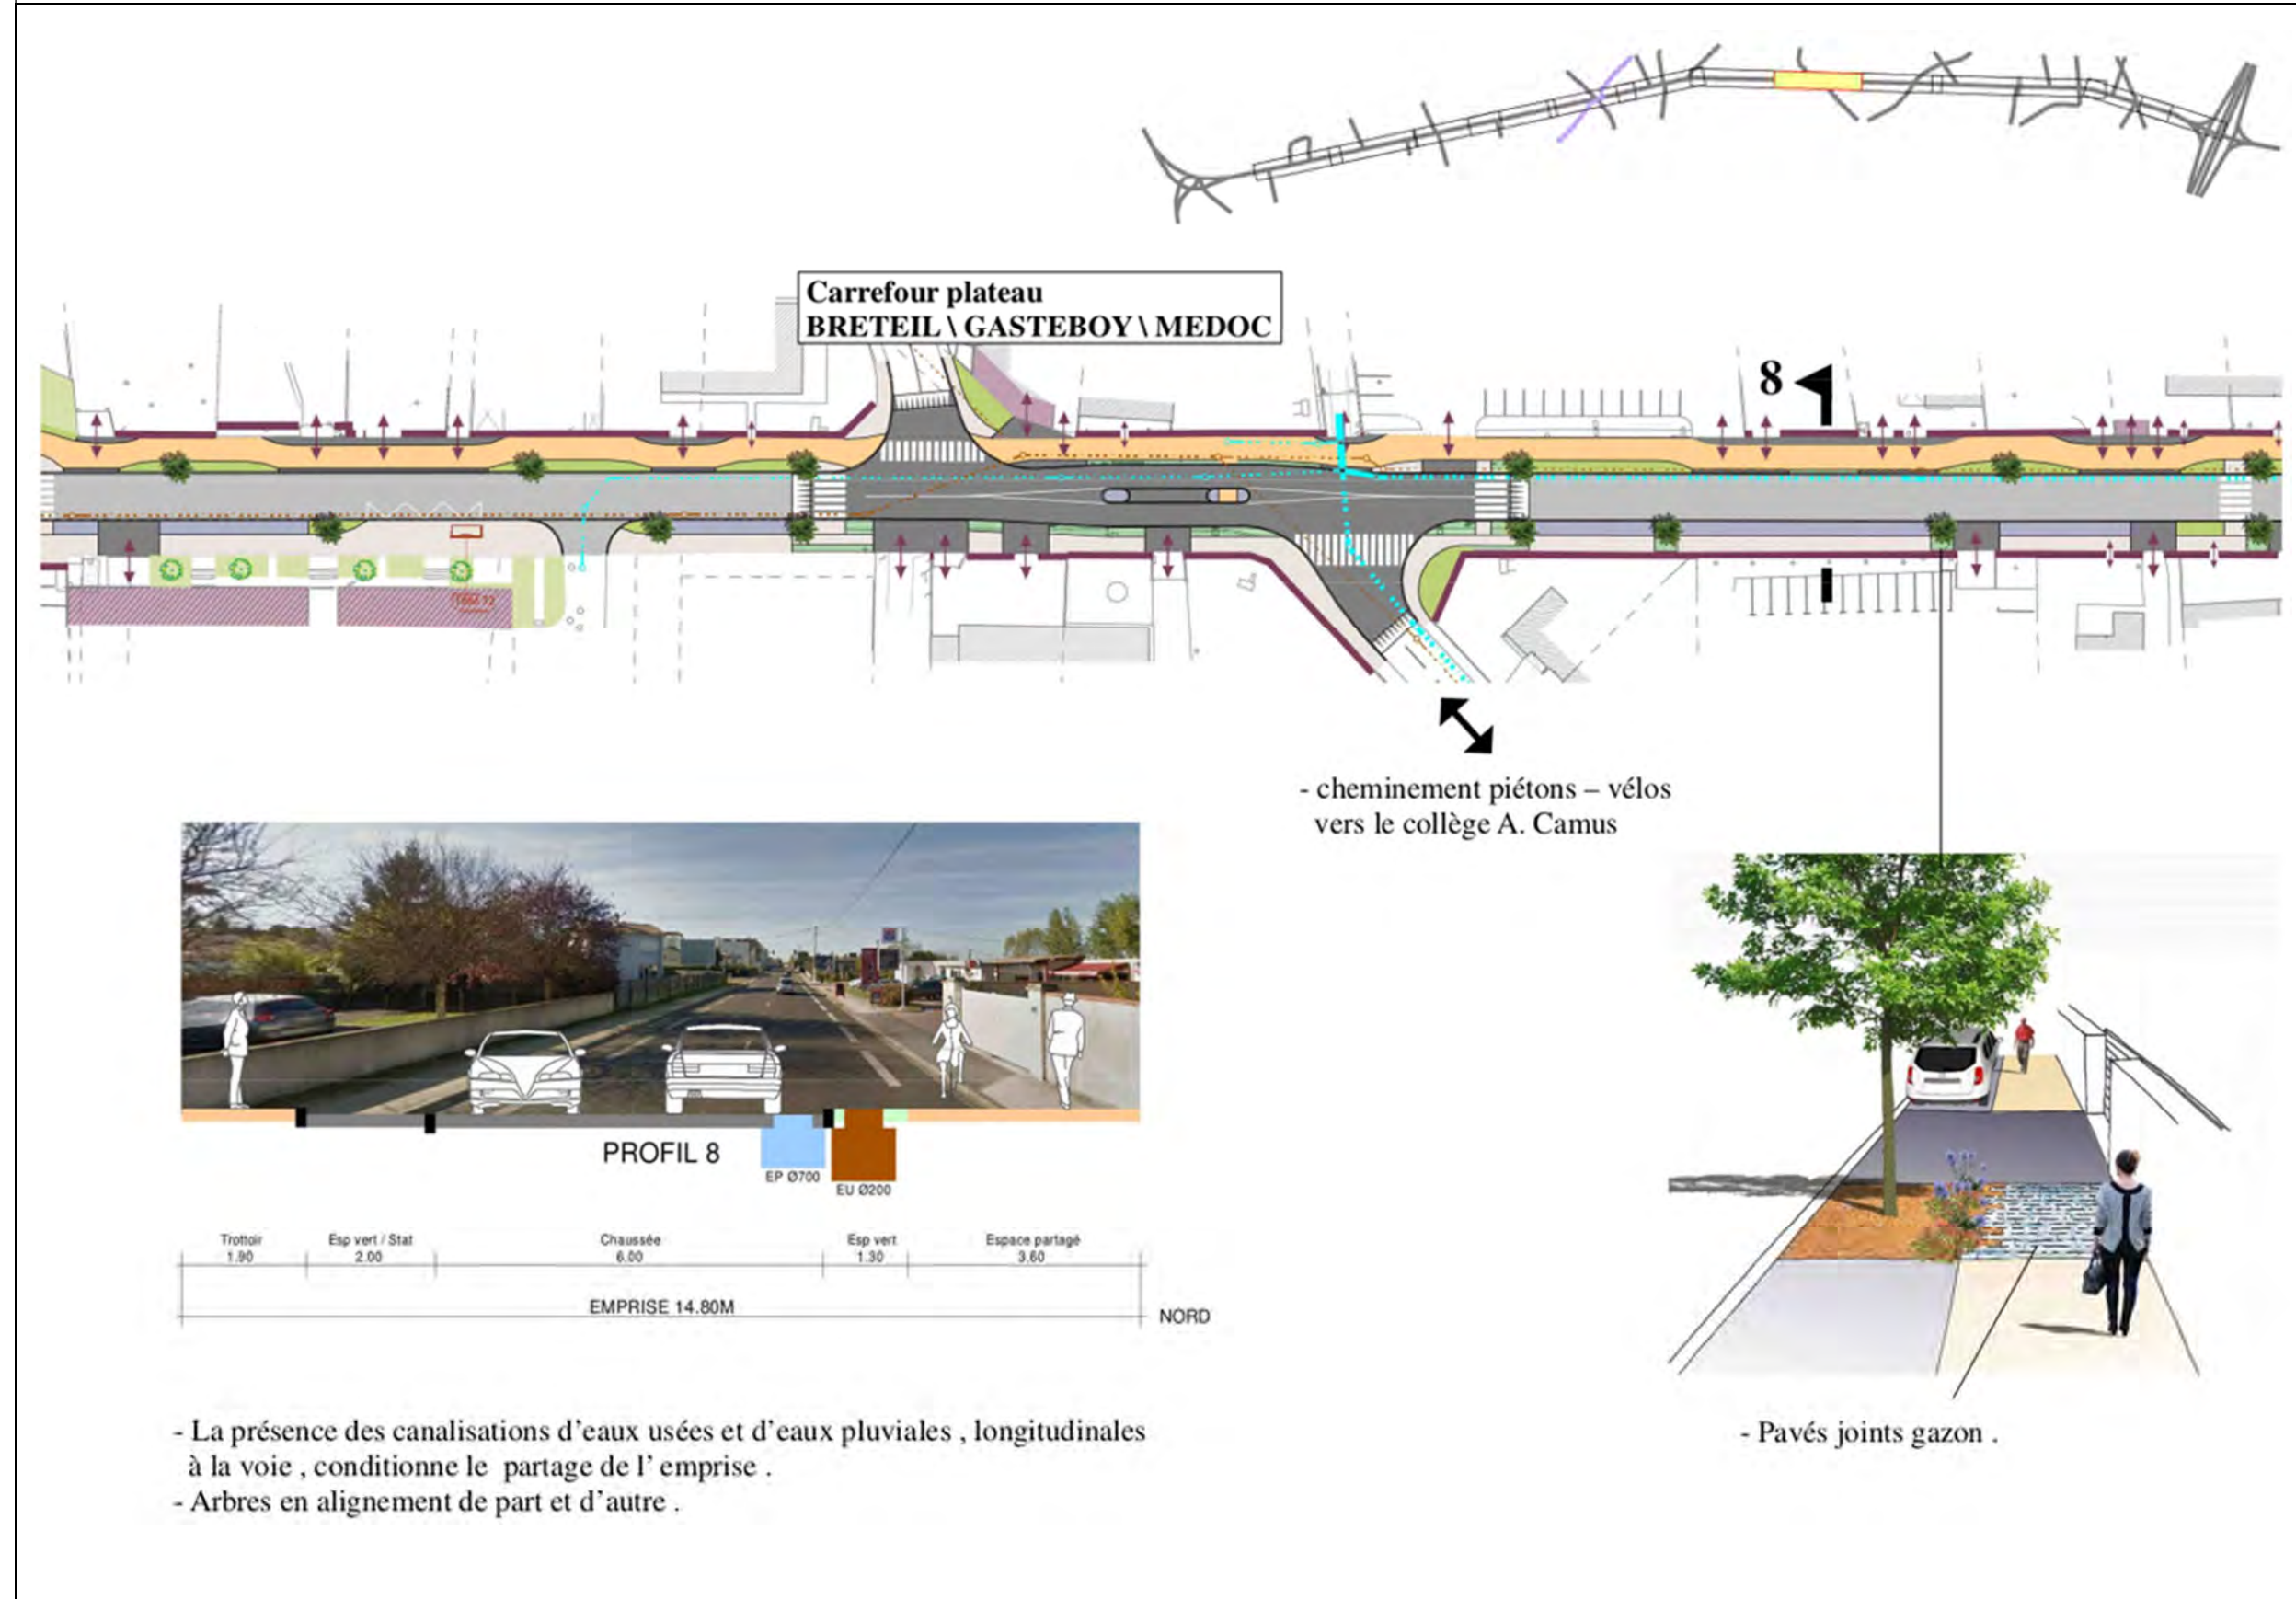 Carrefour plateau
BRETEIL \ GASTEBOY \ MEDOC
8
- cheminement piétons – vélos
vers le collège A. Camus
PROFIL 8
EP Ø700
EU Ø200
Trottoir
1.90
Esp vert / Stat
2.00
Chaussée
6.00
Esp vert
1.30
Espace partagé
3.60
EMPRISE 14.80M
NORD
- La présence des canalisations d'eaux usées et d'eaux pluviales , longitudinales
à la voie , conditionne le partage de l' emprise .
- Arbres en alignement de part et d'autre .
- Pavés joints gazon .